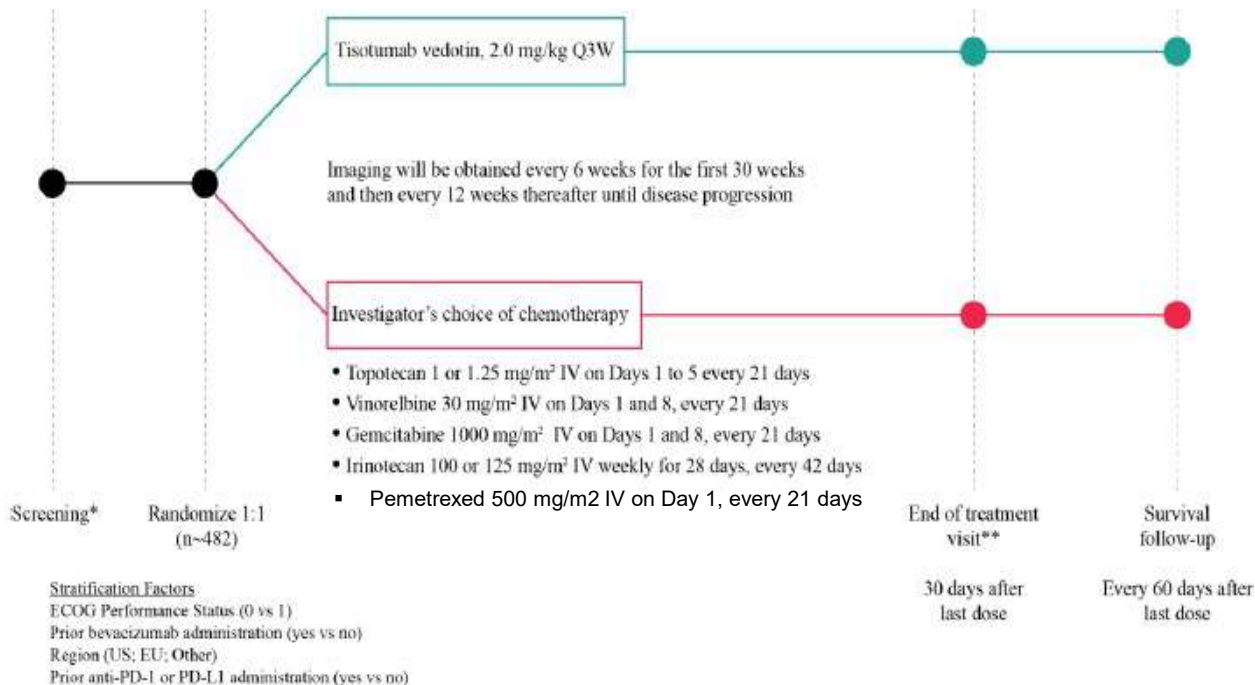 Tisotumab vedotin, 2.0 mg/kg Q3W
Imaging will be obtained every 6 weeks for the first 30 weeks
and then every 12 weeks thereafter until disease progression
Investigator's choice of chemotherapy
• Topotecan 1 or 1.25 mg/m² IV on Days 1 to 5 every 21 days
• Vinorelbine 30 mg/m² IV on Days 1 and 8, every 21 days
• Gemcitabine 1000 mg/m² IV on Days 1 and 8, every 21 days
• Irinotecan 100 or 125 mg/m² IV weekly for 28 days, every 42 days
▪ Pemetrexed 500 mg/m2 IV on Day 1, every 21 days
Screening*
Randomize 1:1
(n~482)
End of treatment
visit**
30 days after
last dose
Survival
follow-up
Every 60 days after
last dose
Stratification Factors
ECOG Performance Status (0 vs 1)
Prior bevacizumab administration (yes vs no)
Region (US; EU; Other)
Prior anti-PD-1 or PD-L1 administration (yes vs no)